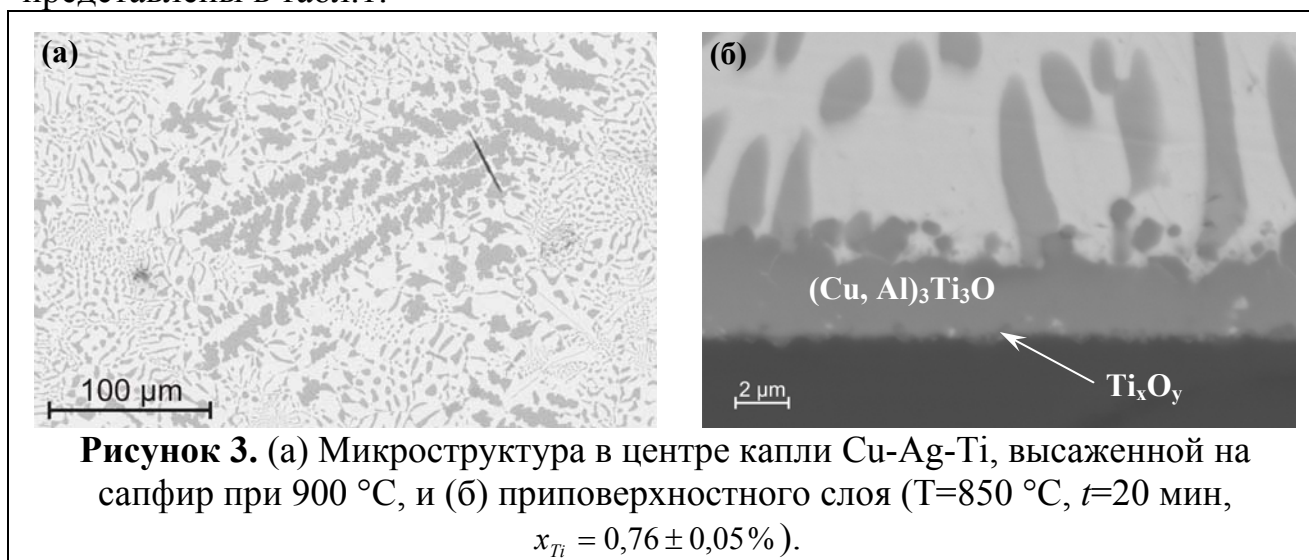 представлены в табл.1.
(а)
(б)
(Cu, Al)₃Ti₃O
TiₓOᵧ
100 µm
2 µm
Рисунок 3. (а) Микроструктура в центре капли Cu-Ag-Ti, высаженной на
сапфир при 900 °С, и (б) приповерхностного слоя (Т=850 °С, t=20 мин,
x_Ti = 0,76 ± 0,05%).